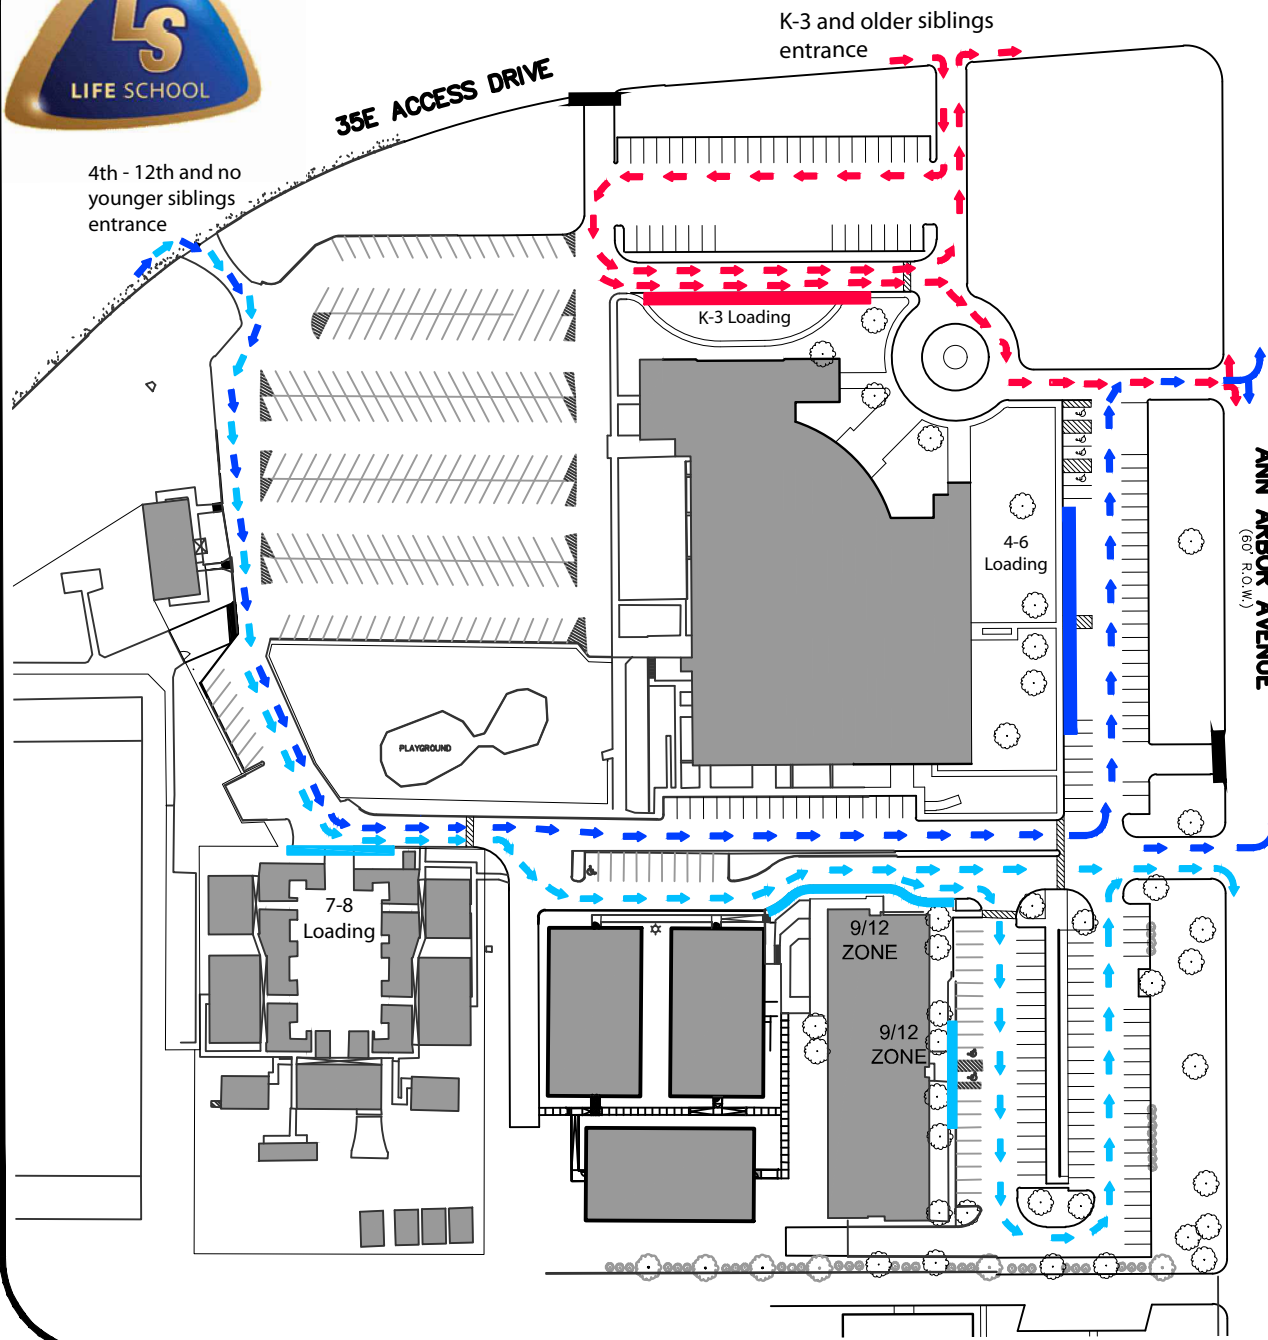 LS
LIFE SCHOOL
K-3 and older siblings
entrance
35E ACCESS DRIVE
4th - 12th and no
younger siblings
entrance
K-3 Loading
ANN ARBOR AVENUE
(60' R.O.W.)
4-6
Loading
PLAYGROUND
7-8
Loading
9/12
ZONE
9/12
ZONE